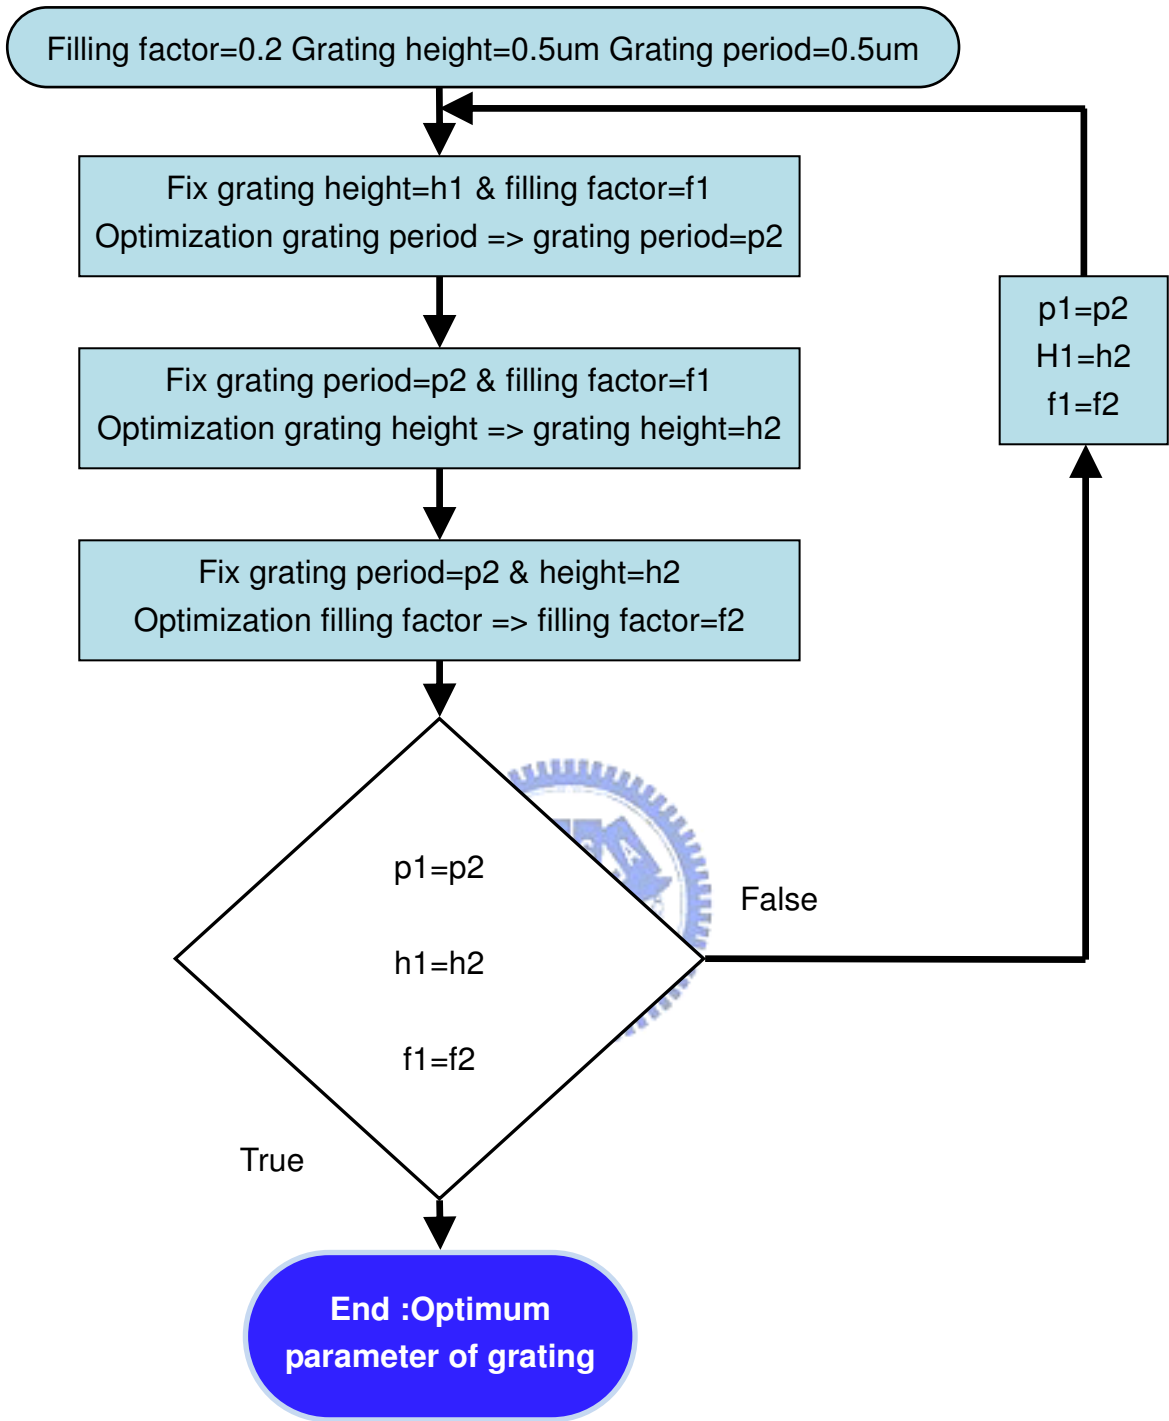 Filling factor=0.2 Grating height=0.5um Grating period=0.5um
Fix grating height=h1 & filling factor=f1
Optimization grating period => grating period=p2
Fix grating period=p2 & filling factor=f1
Optimization grating height => grating height=h2
Fix grating period=p2 & height=h2
Optimization filling factor => filling factor=f2
p1=p2
h1=h2
f1=f2
False
p1=p2
H1=h2
f1=f2
True
End :Optimum
parameter of grating